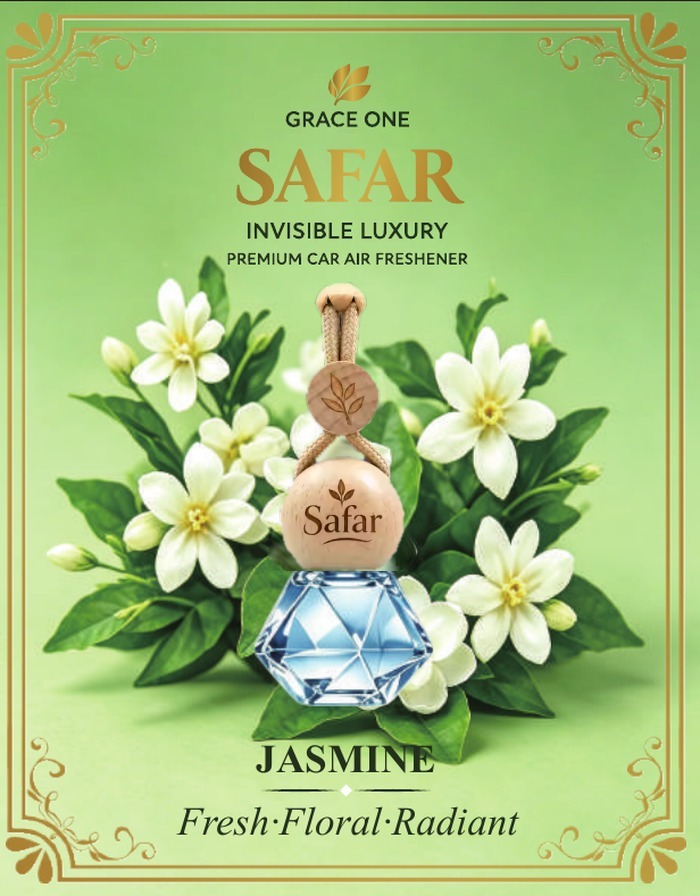 GRACE ONE
SAFAR
INVISIBLE LUXURY
PREMIUM CAR AIR FRESHENER
Safar
JASMINE
Fresh·Floral·Radiant